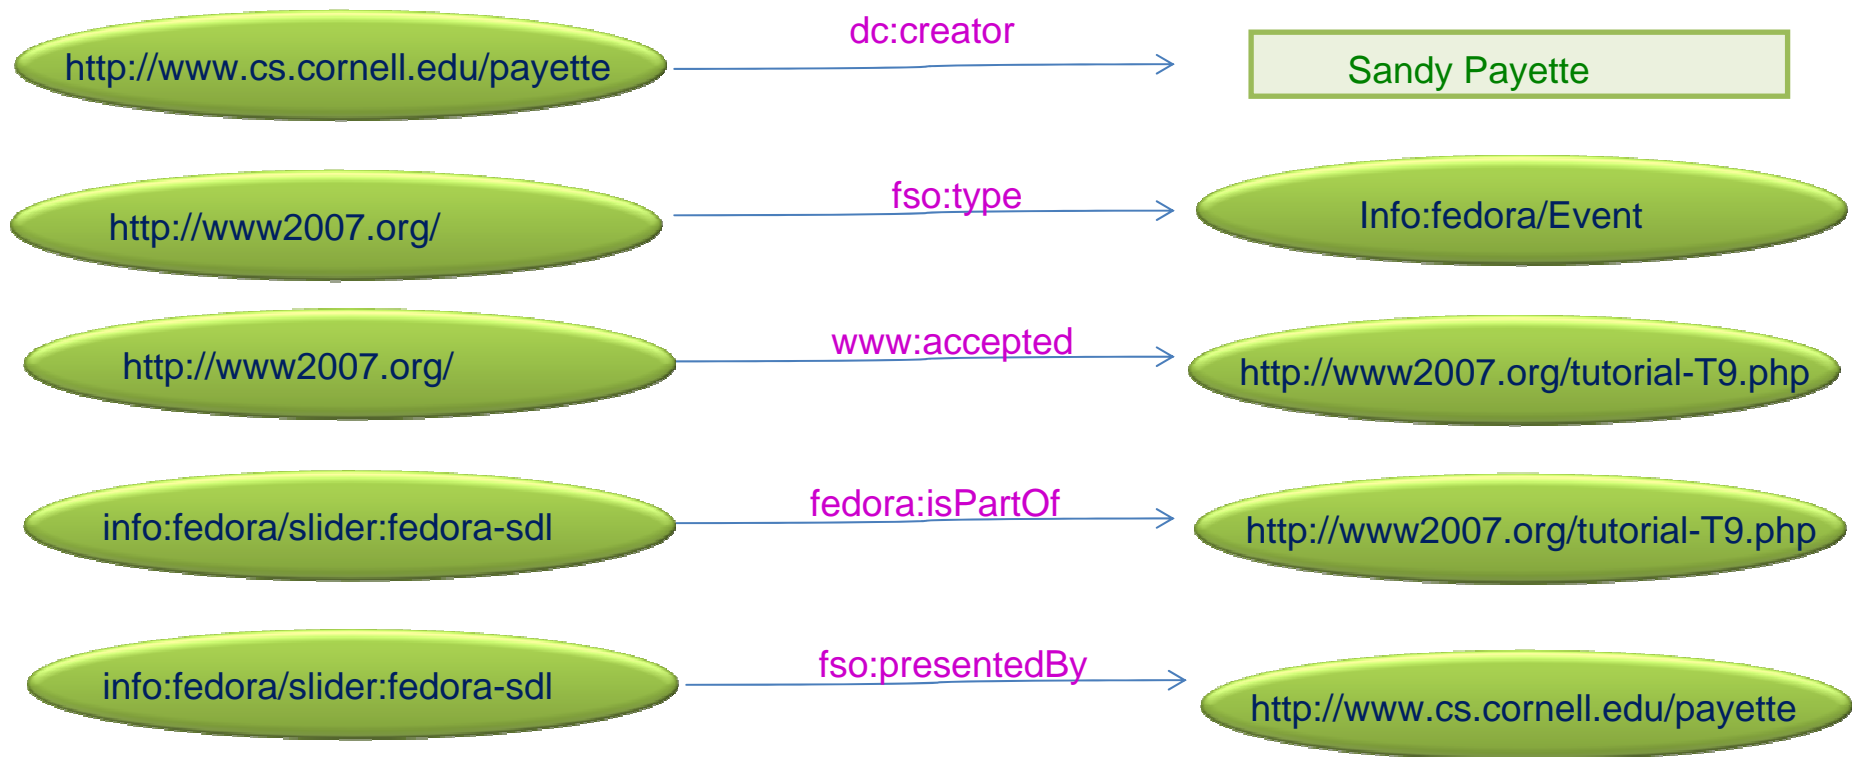 dc:creator
http://www.cs.cornell.edu/payette
Sandy Payette
fso:type
http://www2007.org/
Info:fedora/Event
www:accepted
http://www2007.org/
http://www2007.org/tutorial-T9.php
fedora:isPartOf
info:fedora/slider:fedora-sdl
http://www2007.org/tutorial-T9.php
fso:presentedBy
info:fedora/slider:fedora-sdl
http://www.cs.cornell.edu/payette